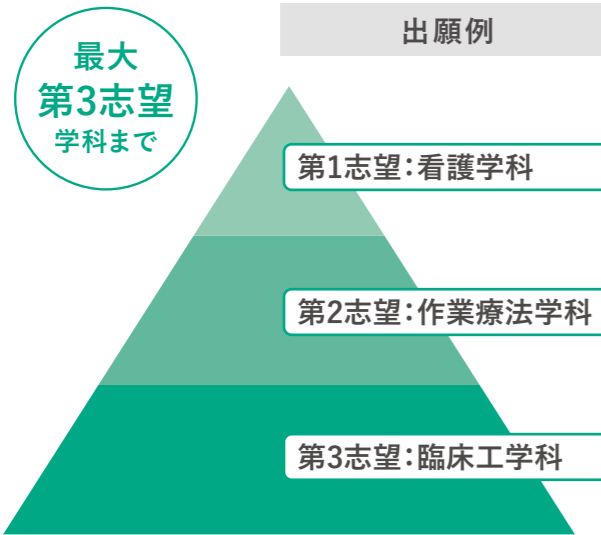 最大
第3志望
学科まで
出願例
第1志望:看護学科
第2志望:作業療法学科
第3志望:臨床工学科